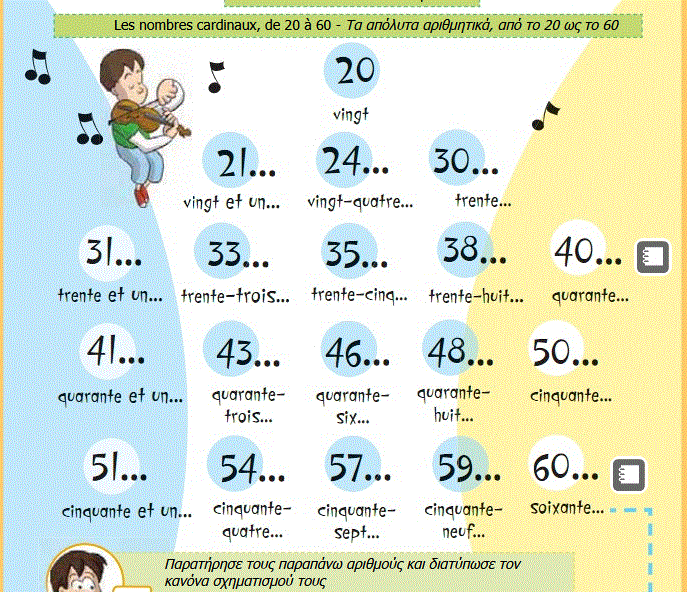 Les nombres cardinaux, de 20 à 60 - Τα απόλυτα αριθμητικά, από το 20 ως το 60
20
vingt
21... 24... 30...
vingt et un... vingt-quatre... trente...
31... 33... 35... 38... 40...
trente et un... trente-trois... trente-cinq... trente-huit... quarante...
41... 43... 46... 48... 50...
quarante et un... quarante- quarante- quarante- cinquante...
trois... six... huit...
51... 54... 57... 59... 60...
cinquante et un... cinquante- cinquante- cinquante- soixante...
quatre... sept... neuf...
Παρατήρησε τους παραπάνω αριθμούς και διατύπωσε τον
κανόνα σχηματισμού τους